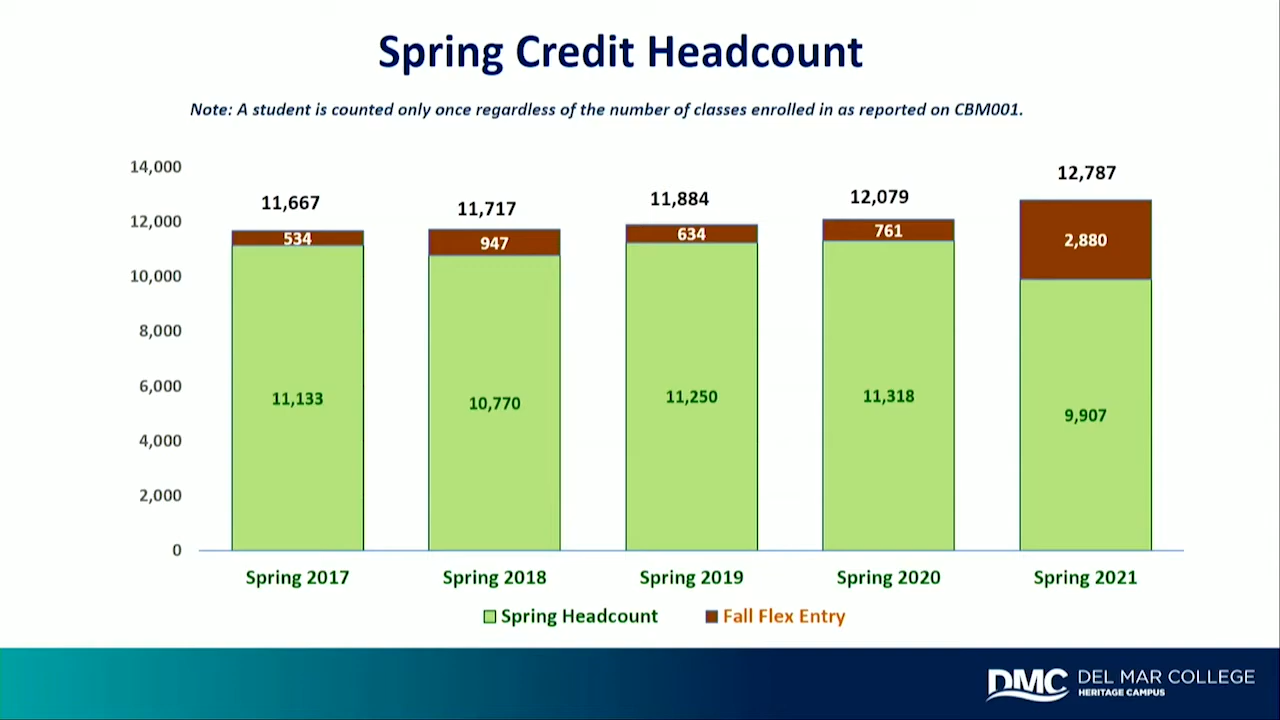 Spring Credit Headcount
Note: A student is counted only once regardless of the number of classes enrolled in as reported on CBM001.
14,000
12,000
10,000
8,000
6,000
4,000
2,000
0
11,667
11,717
11,884
12,079
12,787
534
947
634
761
2,880
11,133
10,770
11,250
11,318
9,907
Spring 2017
Spring 2018
Spring 2019
Spring 2020
Spring 2021
Spring Headcount
Fall Flex Entry
DMC
DEL MAR COLLEGE
HERITAGE CAMPUS